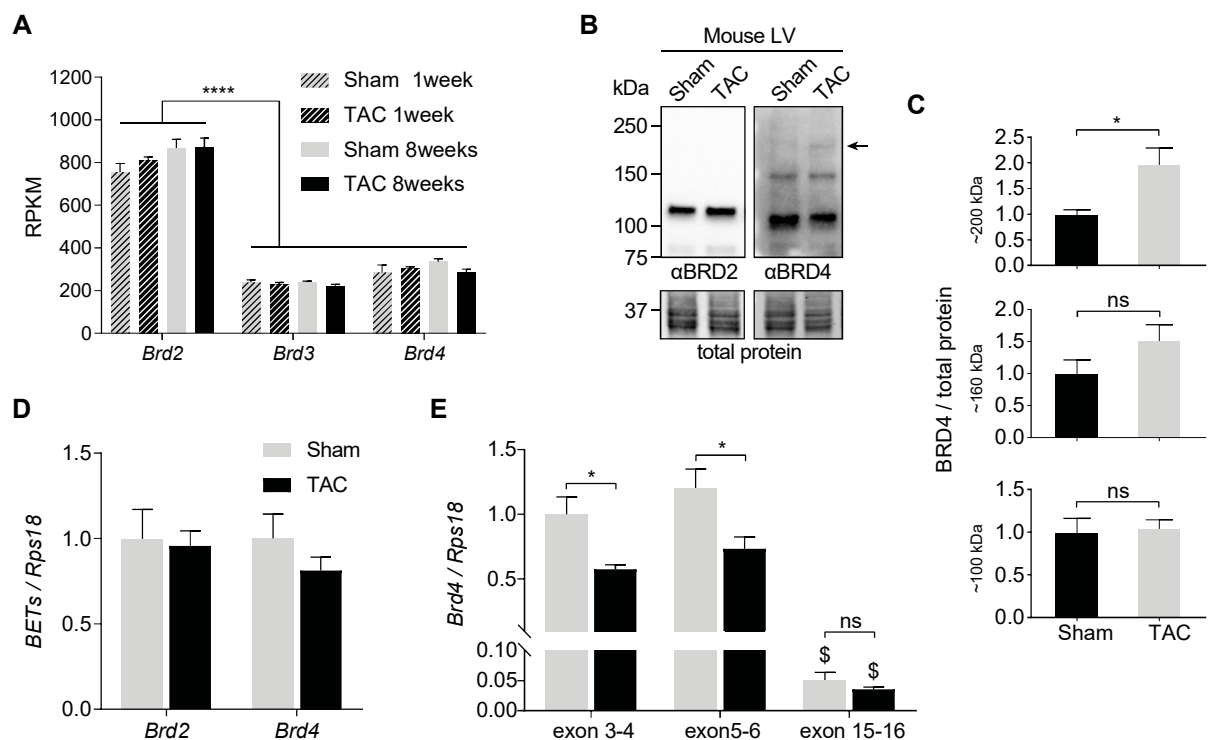 A
1200
1000
800
600
400
200
0
RPKM
****
Sham 1week
TAC 1week
Sham 8weeks
TAC 8weeks
Brd2
Brd3
Brd4
B
Mouse LV
kDa
Sham
TAC
Sham
TAC
250
150
100
75
αBRD2
αBRD4
37
total protein
C
BRD4 / total protein
*
~200 kDa
2.5
2.0
1.5
1.0
2.5
0.0
ns
~160 kDa
2.0
1.5
1.0
0.5
0.0
ns
~100 kDa
1.5
1.0
0.5
0.0
Sham
TAC
D
BETs / Rps18
1.5
1.0
0.5
0.0
Sham
TAC
Brd2
Brd4
E
Brd4 / Rps18
1.5
1.0
0.5
0.10
0.05
0.00
*
*
ns
$
$
exon 3-4
exon5-6
exon 15-16